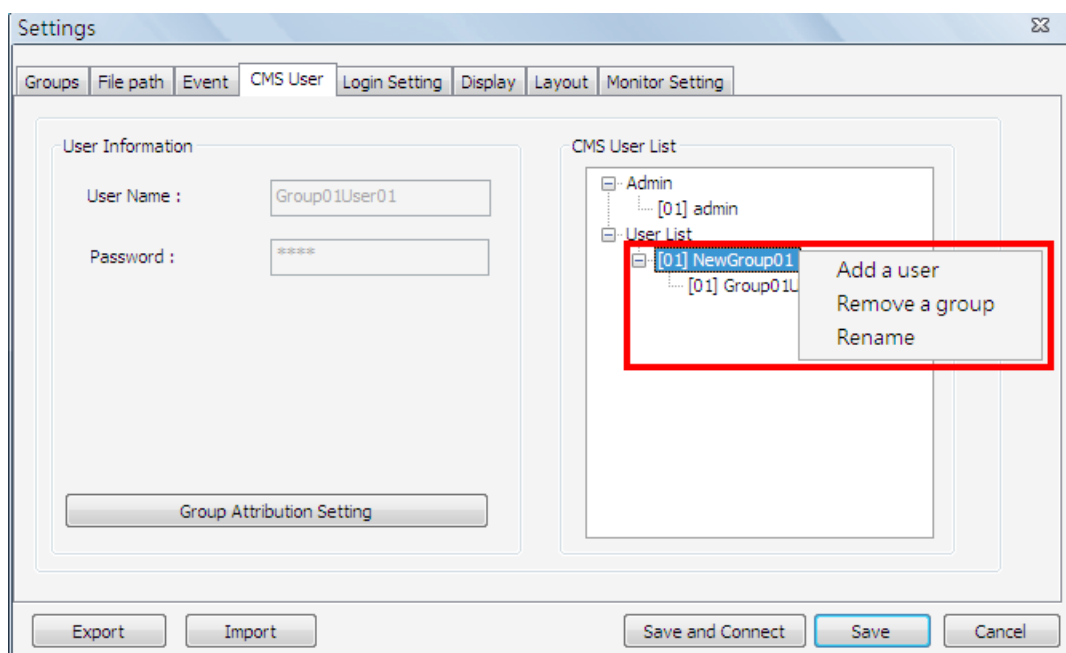 Settings
Groups File path Event CMS User Login Setting Display Layout Monitor Setting
User Information
User Name :
Group01User01
Password :
****
Group Attribution Setting
CMS User List
Admin
[01] admin
User List
[01] NewGroup01
[01] Group01U
Add a user
Remove a group
Rename
Export Import Save and Connect Save Cancel